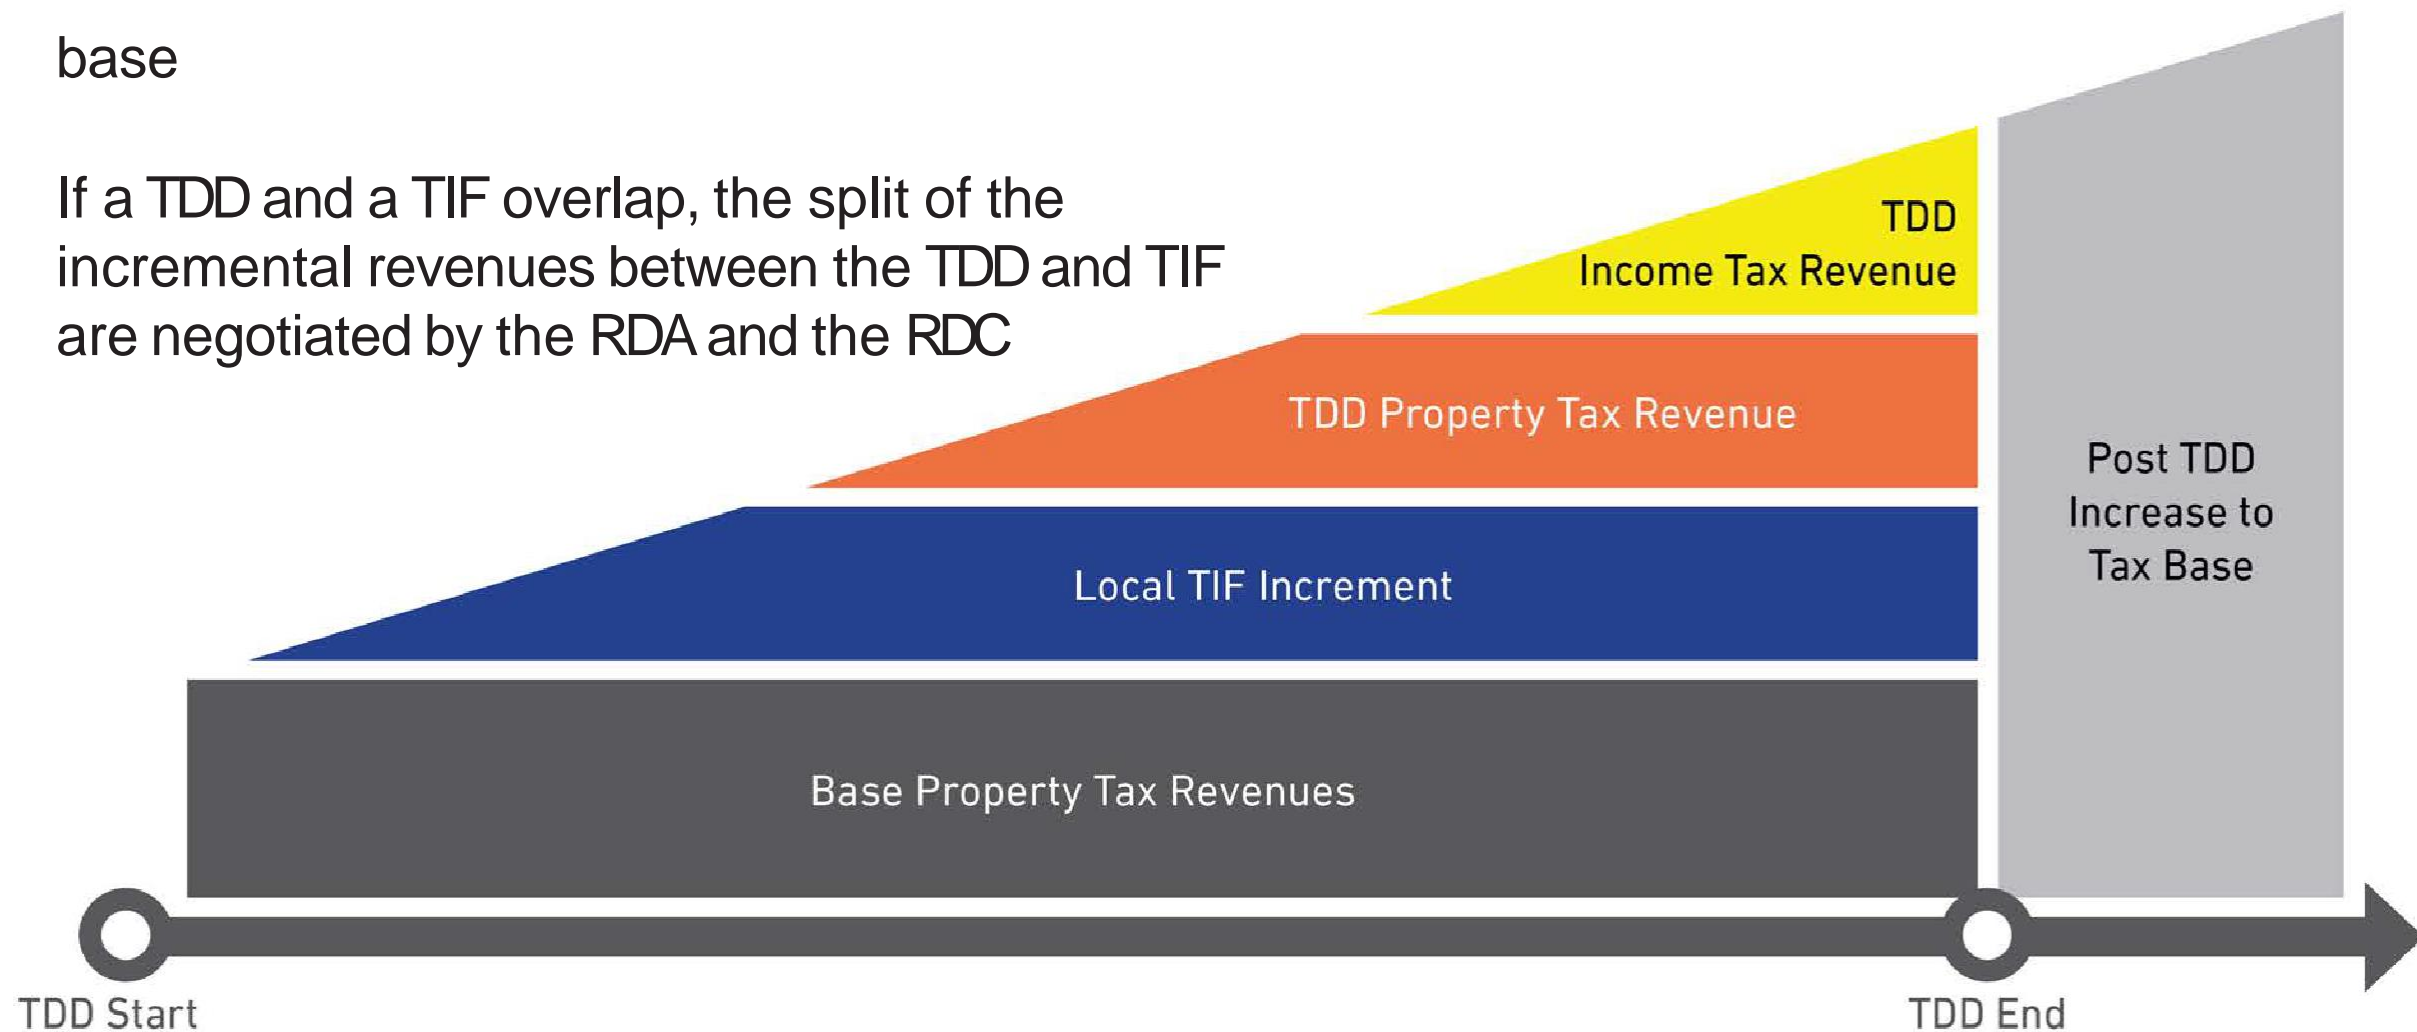 base
If a TDD and a TIF overlap, the split of the
incremental revenues between the TDD and TIF
are negotiated by the RDA and the RDC
TDD
Income Tax Revenue
TDD Property Tax Revenue
Local TIF Increment
Base Property Tax Revenues
Post TDD
Increase to
Tax Base
TDD Start
TDD End